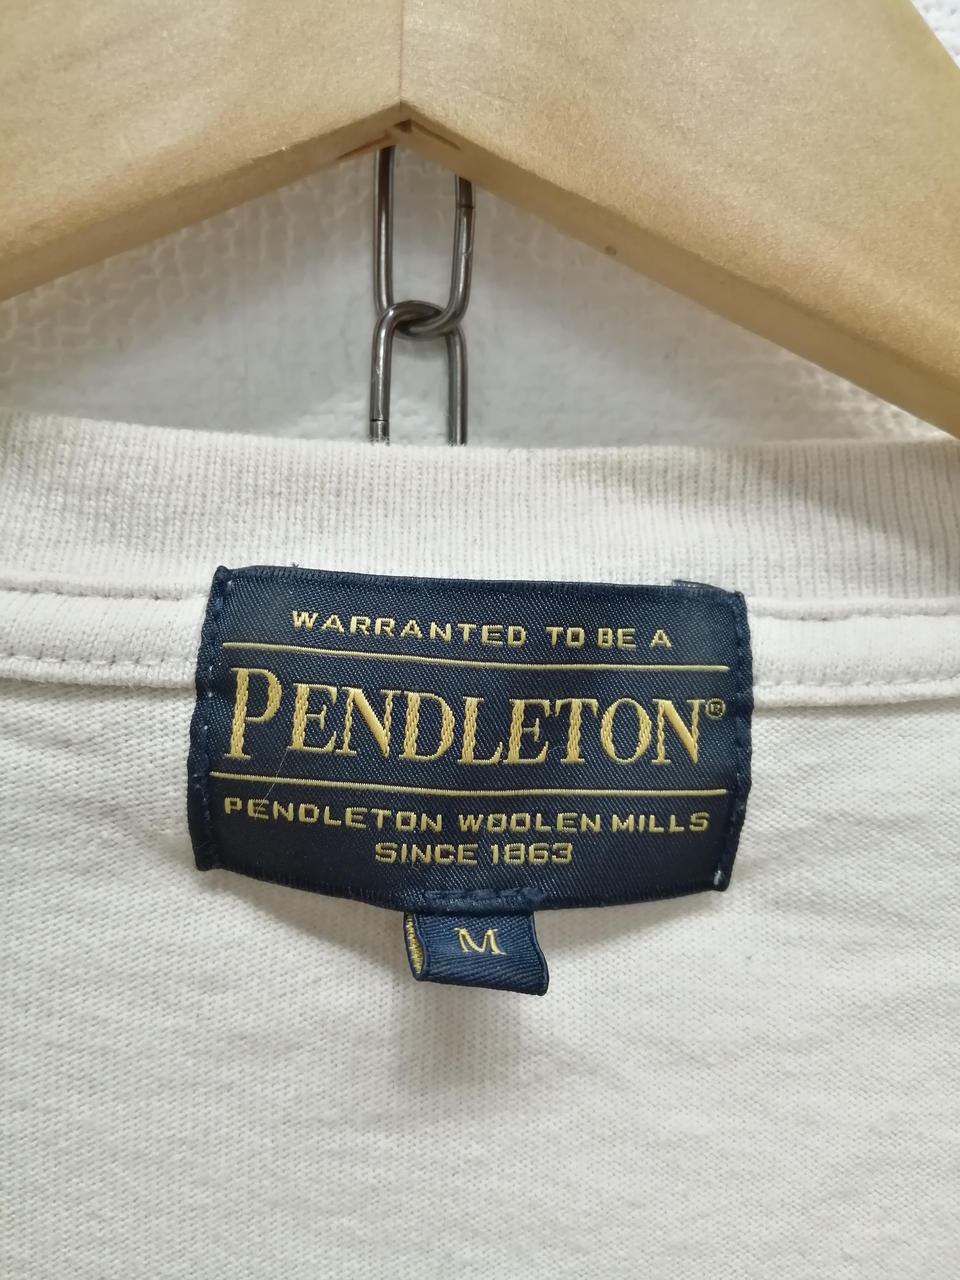 WARRANTED TO BE A
PENDLETON®
PENDLETON WOOLEN MILLS
SINCE 1863
M